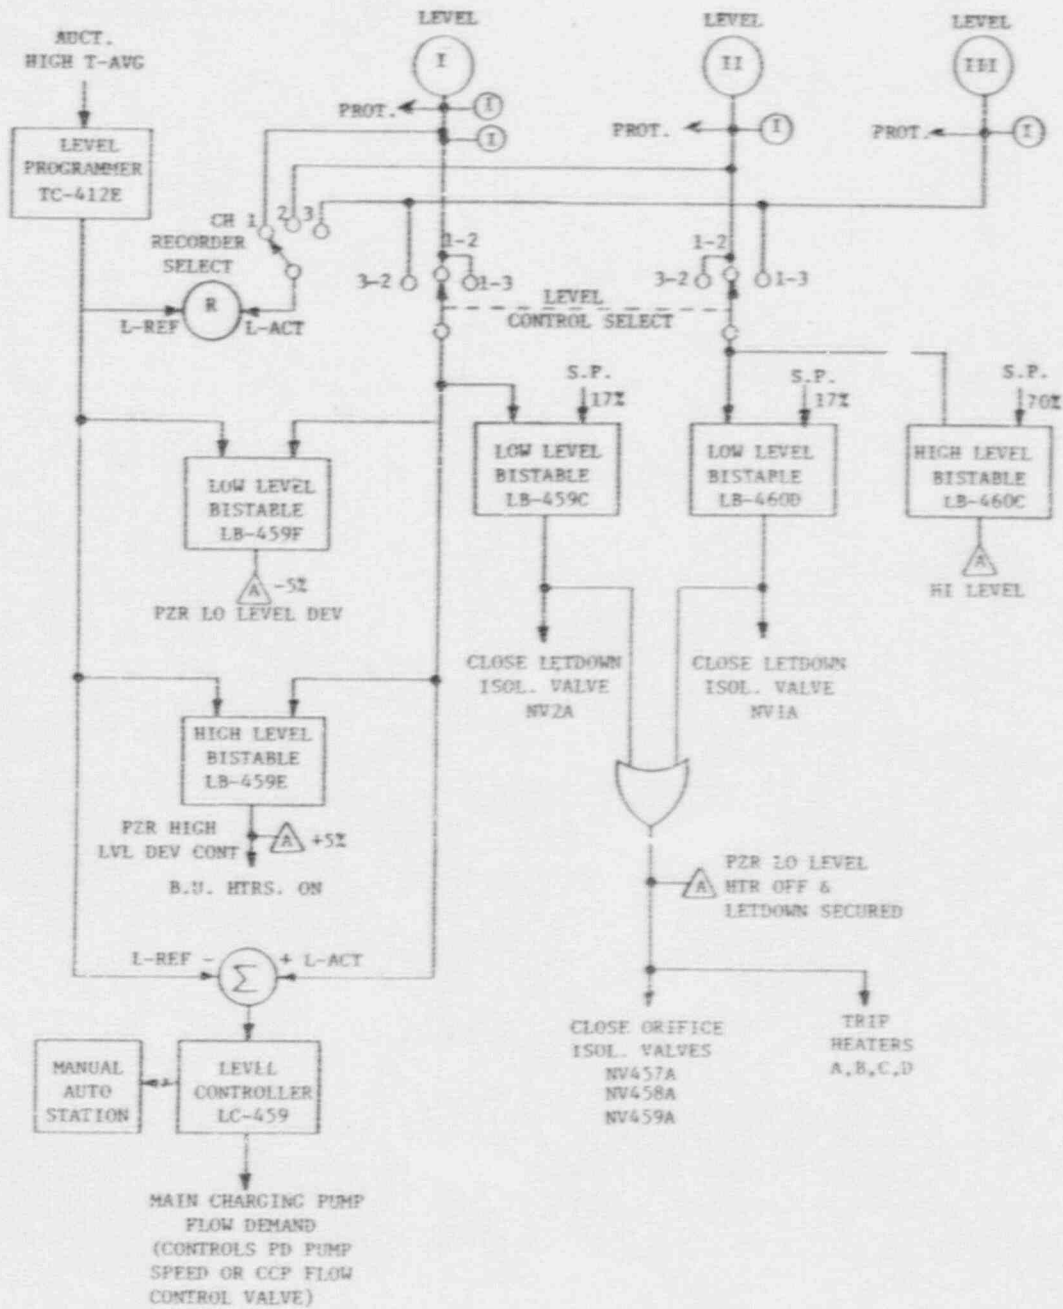 AUCT.
HIGH T-AVG
LEVEL
PROGRAMMER
TC-412E
LEVEL
I
PROT.
I
I
LEVEL
II
PROT.
I
LEVEL
III
PROT.
I
CH 1 2 3
RECORDER
SELECT
R
L-REF
L-ACT
1-2
3-2
1-3
1-2
3-2
1-3
LEVEL
CONTROL SELECT
S.P.
17%
S.P.
17%
S.P.
70%
LOW LEVEL
BISTABLE
LB-459C
LOW LEVEL
BISTABLE
LB-460D
HIGH LEVEL
BISTABLE
LB-460C
A
HI LEVEL
LOW LEVEL
BISTABLE
LB-459F
A -5%
PZR LO LEVEL DEV
CLOSE LETDOWN
ISOL. VALVE
NV2A
CLOSE LETDOWN
ISOL. VALVE
NV1A
HIGH LEVEL
BISTABLE
LB-459E
PZR HIGH
LVL DEV CONT
A +5%
B.U. HTRS. ON
A
PZR LO LEVEL
HTR OFF &
LETDOWN SECURED
L-REF - + L-ACT
Σ
CLOSE ORIFICE
ISOL. VALVES
NV457A
NV458A
NV459A
TRIP
HEATERS
A,B,C,D
MANUAL
AUTO
STATION
LEVEL
CONTROLLER
LC-459
MAIN CHARGING PUMP
FLOW DEMAND
(CONTROLS PD PUMP
SPEED OR CCP FLOW
CONTROL VALVE)